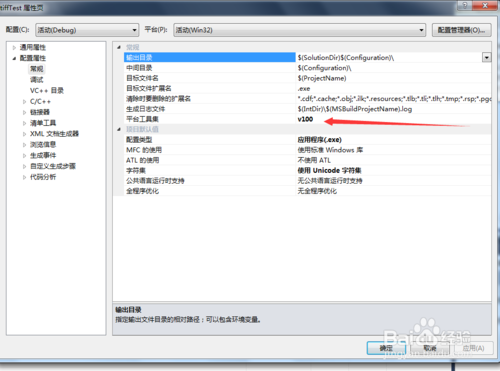 tiffTest 属性页
配置(C): 活动(Debug) 平台(P): 活动(Win32) 配置管理器(O)...
通用属性
配置属性
常规
调试
VC++ 目录
C/C++
链接器
清单工具
XML 文档生成器
浏览信息
生成事件
自定义生成步骤
代码分析
常规
输出目录 $(SolutionDir)$(Configuration)\
中间目录 $(Configuration)\
目标文件名 $(ProjectName)
目标文件扩展名 .exe
清除时要删除的扩展名 *.cdf;*.cache;*.obj;*.ilk;*.resources;*.tlb;*.tli;*.tlh;*.tmp;*.rsp;*.pgc
生成日志文件 $(IntDir)\$(MSBuildProjectName).log
平台工具集 v100
项目默认值
配置类型 应用程序(.exe)
MFC 的使用 使用标准 Windows 库
ATL 的使用 不使用 ATL
字符集 使用 Unicode 字符集
公共语言运行时支持 无公共语言运行时支持
全程序优化 无全程序优化
输出目录
指定输出文件目录的相对路径；可以包含环境变量。
确定 取消 应用(A)
Baidu 经验
jingyan.baidu.com